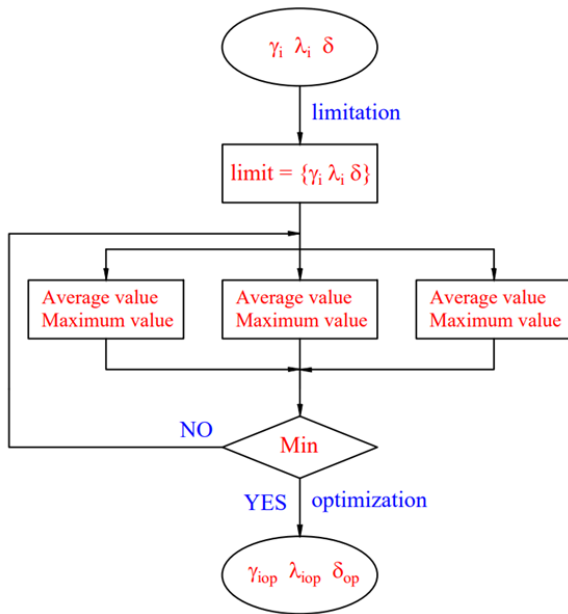 γᵢ λᵢ δ
limitation
limit = {γᵢ λᵢ δ}
Average value
Maximum value
Average value
Maximum value
Average value
Maximum value
NO
Min
YES
optimization
γᵢₒₚ λᵢₒₚ δₒₚ